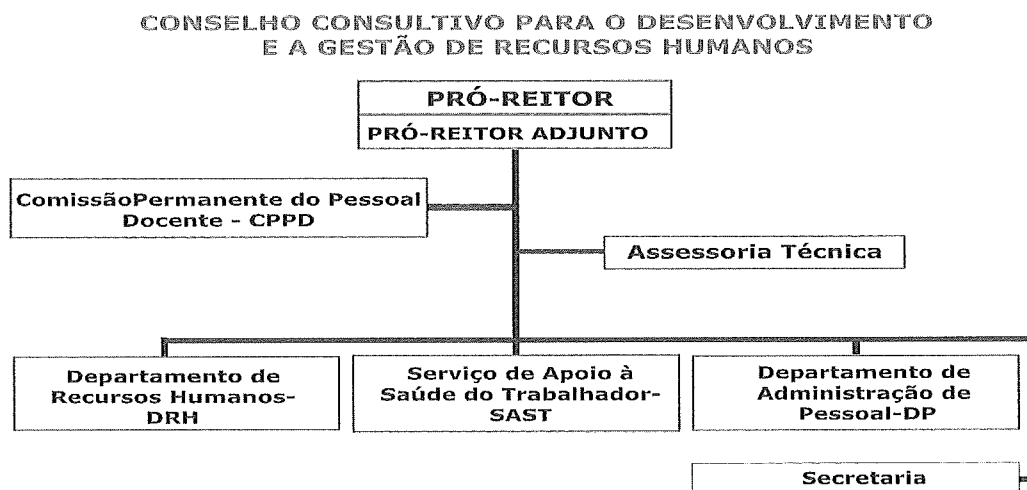 CONSELHO CONSULTIVO PARA O DESENVOLVIMENTO
E A GESTÃO DE RECURSOS HUMANOS
PRÓ-REITOR
PRÓ-REITOR ADJUNTO
ComissãoPermanente do Pessoal
Docente - CPPD
Assessoria Técnica
Departamento de
Recursos Humanos-
DRH
Serviço de Apoio à
Saúde do Trabalhador-
SAST
Departamento de
Administração de
Pessoal-DP
Secretaria